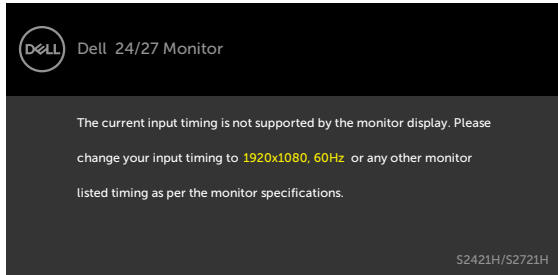 DELL
Dell 24/27 Monitor
The current input timing is not supported by the monitor display. Please
change your input timing to 1920x1080, 60Hz or any other monitor
listed timing as per the monitor specifications.
S2421H/S2721H